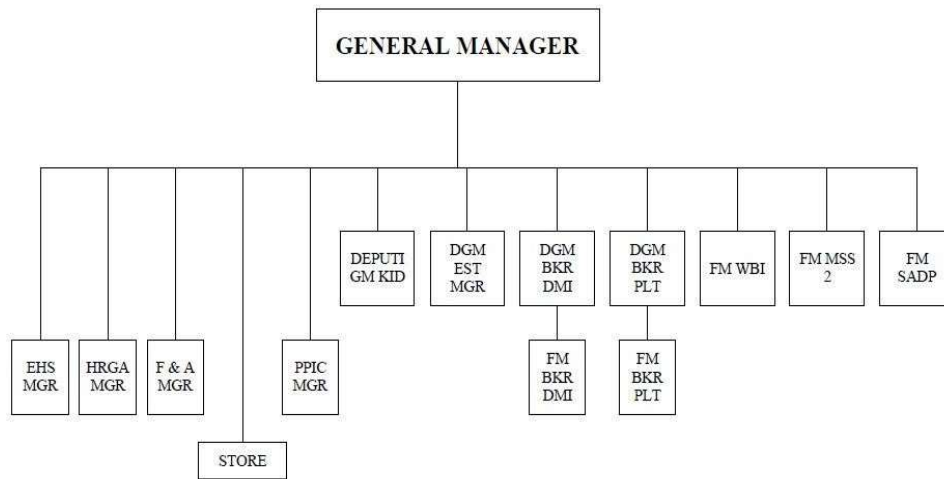 GENERAL MANAGER
DEPUTI
GM KID
DGM
EST
MGR
DGM
BKR
DMI
DGM
BKR
PLT
FM WBI
FM MSS
2
FM
SADP
EHS
MGR
HRGA
MGR
F & A
MGR
PPIC
MGR
FM
BKR
DMI
FM
BKR
PLT
STORE